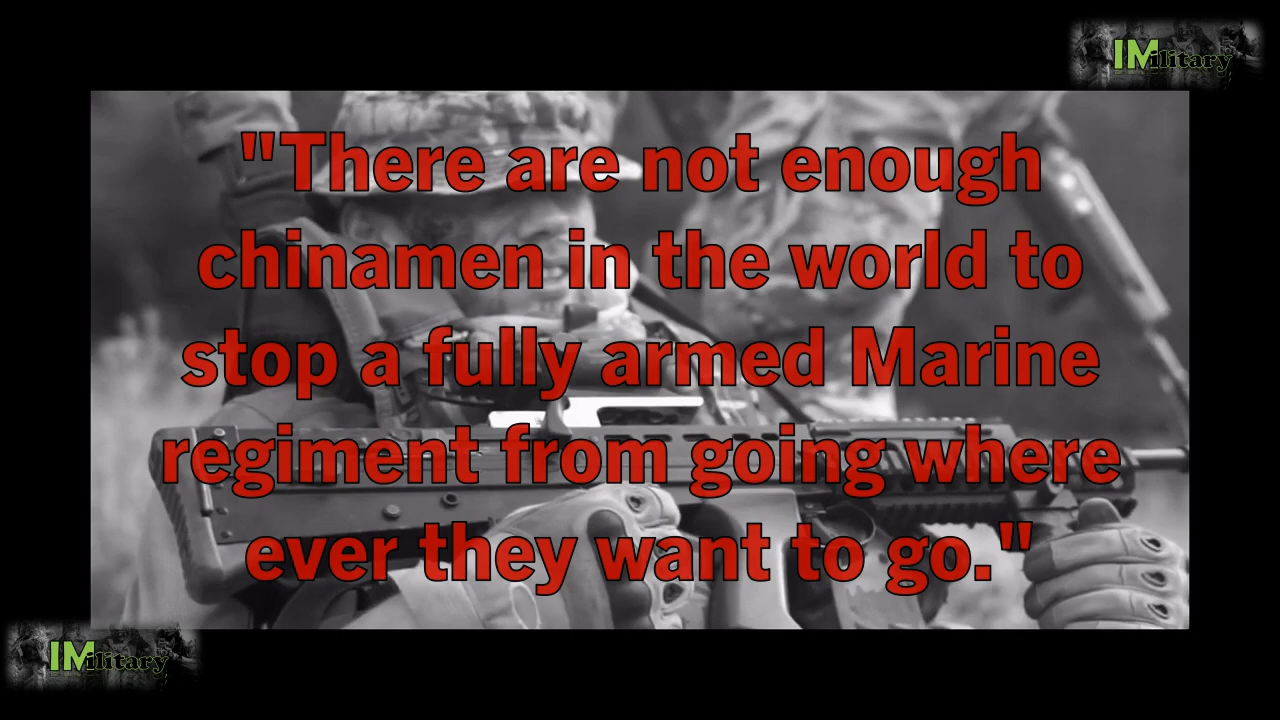 IMilitary
"There are not enough
chinamen in the world to
stop a fully armed Marine
regiment from going where
ever they want to go."
IMilitary